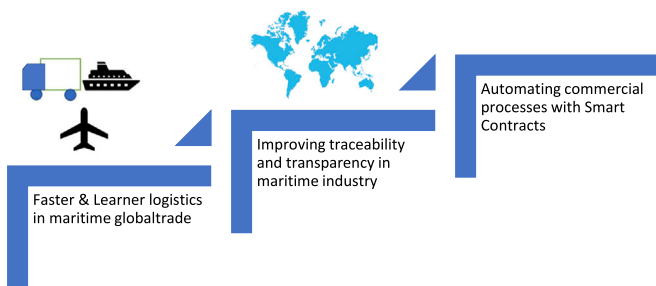 Faster & Learner logistics
in maritime globaltrade
Improving traceability
and transparency in
maritime industry
Automating commercial
processes with Smart
Contracts